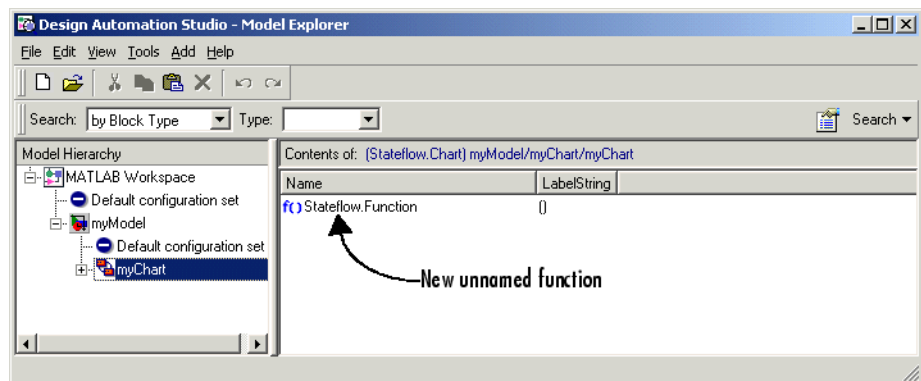 Design Automation Studio - Model Explorer
File Edit View Tools Add Help
Search: by Block Type Type: Search
Model Hierarchy
MATLAB Workspace
Default configuration set
myModel
Default configuration set
myChart
Contents of: (Stateflow.Chart) myModel/myChart/myChart
Name LabelString
f() Stateflow.Function ()
New unnamed function